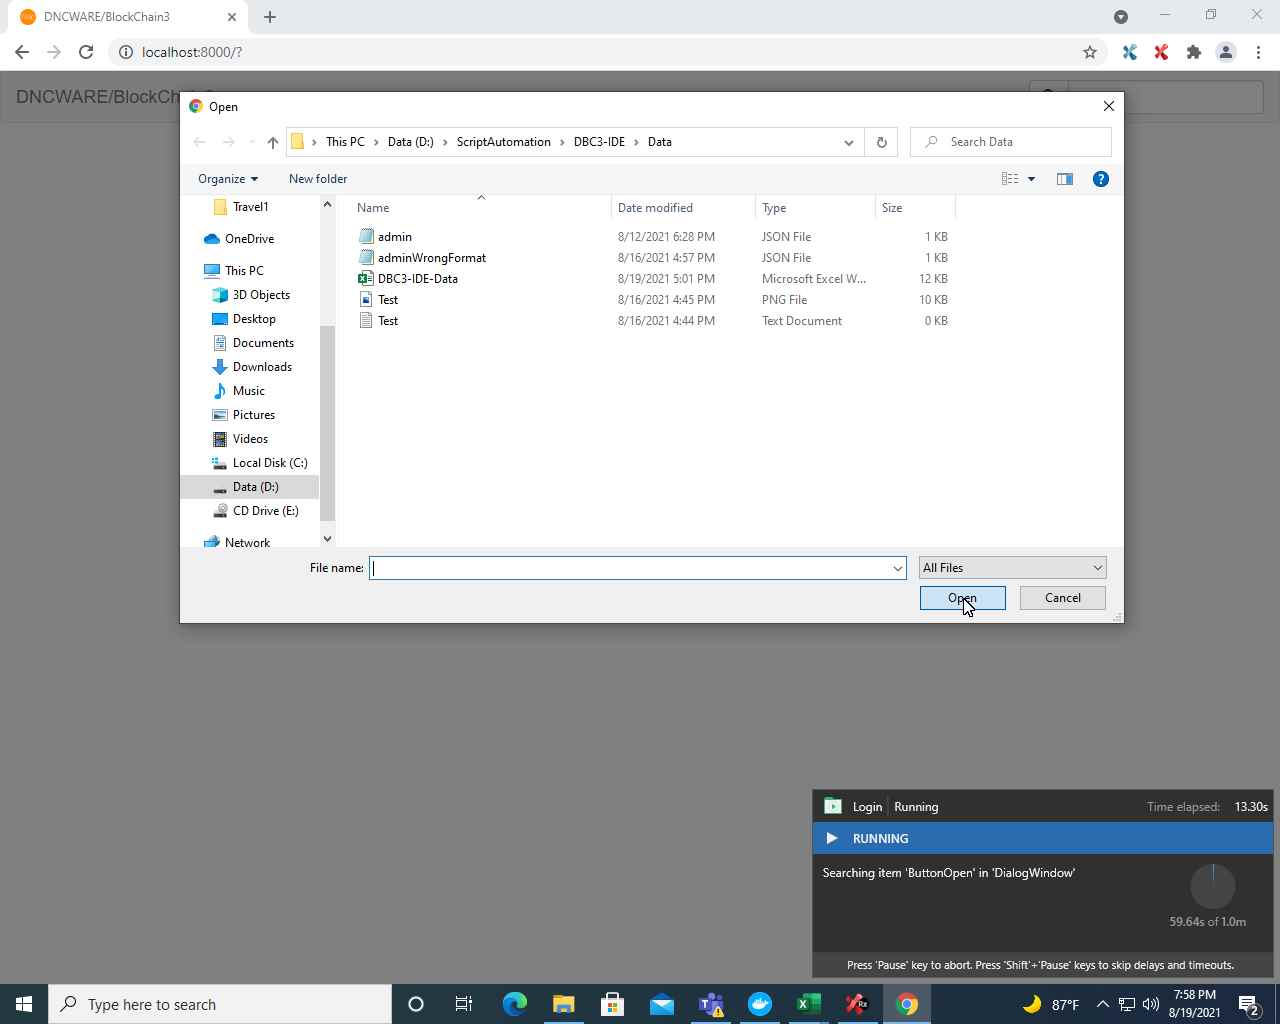 DNCWARE/BlockChain3
localhost:8000/?
DNCWARE/BlockCh
Open
This PC > Data (D:) > ScriptAutomation > DBC3-IDE > Data
Search Data
Organize
New folder
Name
Date modified
Type
Size
Travel1
OneDrive
This PC
3D Objects
Desktop
Documents
Downloads
Music
Pictures
Videos
Local Disk (C:)
Data (D:)
CD Drive (E:)
Network
admin 8/12/2021 6:28 PM JSON File 1 KB
adminWrongFormat 8/16/2021 4:57 PM JSON File 1 KB
DBC3-IDE-Data 8/19/2021 5:01 PM Microsoft Excel W... 12 KB
Test 8/16/2021 4:45 PM PNG File 10 KB
Test 8/16/2021 4:44 PM Text Document 0 KB
File name:
All Files
Open
Cancel
Login Running Time elapsed: 13.30s
RUNNING
Searching item 'ButtonOpen' in 'DialogWindow'
59.64s of 1.0m
Press 'Pause' key to abort. Press 'Shift'+'Pause' keys to skip delays and timeouts.
Type here to search
87°F
7:58 PM
8/19/2021
2